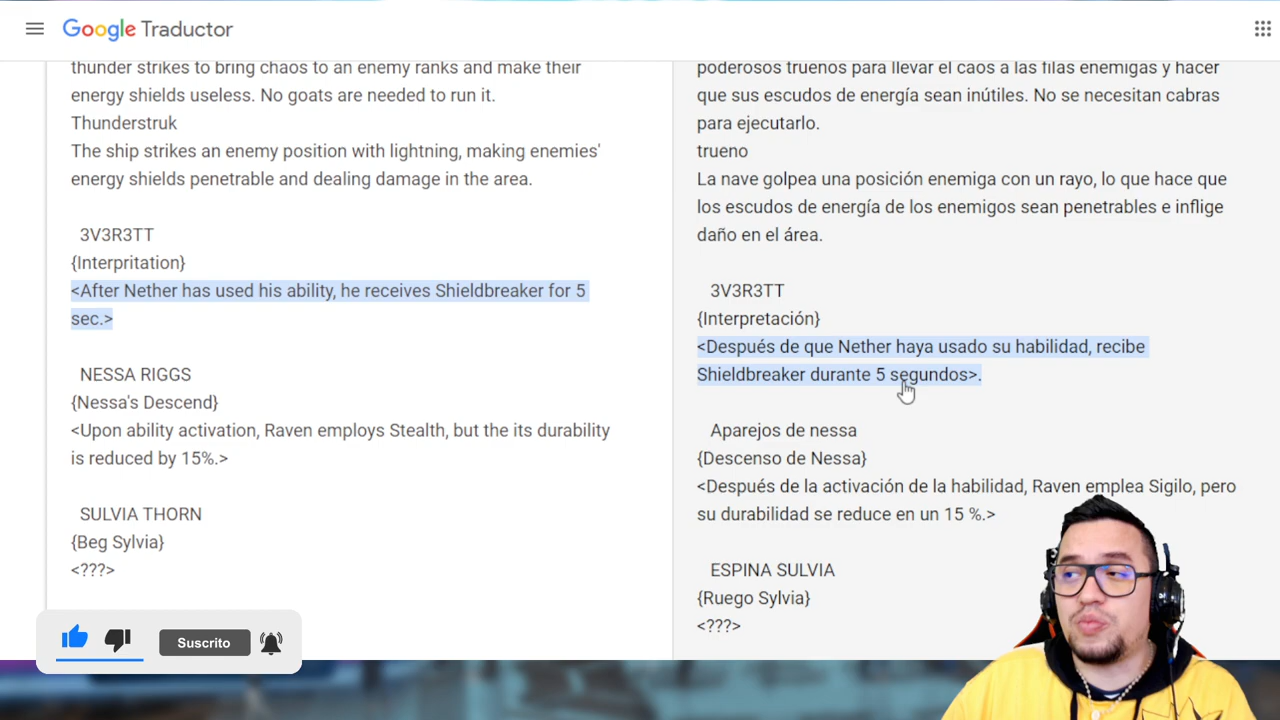 Google Traductor
thunder strikes to bring chaos to an enemy ranks and make their
energy shields useless. No goats are needed to run it.
Thunderstruk
The ship strikes an enemy position with lightning, making enemies'
energy shields penetrable and dealing damage in the area.
3V3R3TT
{Interpritation}
<After Nether has used his ability, he receives Shieldbreaker for 5
sec.>
NESSA RIGGS
{Nessa's Descend}
<Upon ability activation, Raven employs Stealth, but the its durability
is reduced by 15%.>
SULVIA THORN
{Beg Sylvia}
<???>
poderosos truenos para llevar el caos a las filas enemigas y hacer
que sus escudos de energía sean inútiles. No se necesitan cabras
para ejecutarlo.
trueno
La nave golpea una posición enemiga con un rayo, lo que hace que
los escudos de energía de los enemigos sean penetrables e inflige
daño en el área.
3V3R3TT
{Interpretación}
<Después de que Nether haya usado su habilidad, recibe
Shieldbreaker durante 5 segundos>.
Aparejos de nessa
{Descenso de Nessa}
<Después de la activación de la habilidad, Raven emplea Sigilo, pero
su durabilidad se reduce en un 15 %.>
ESPINA SULVIA
{Ruego Sylvia}
<???>
Suscrito